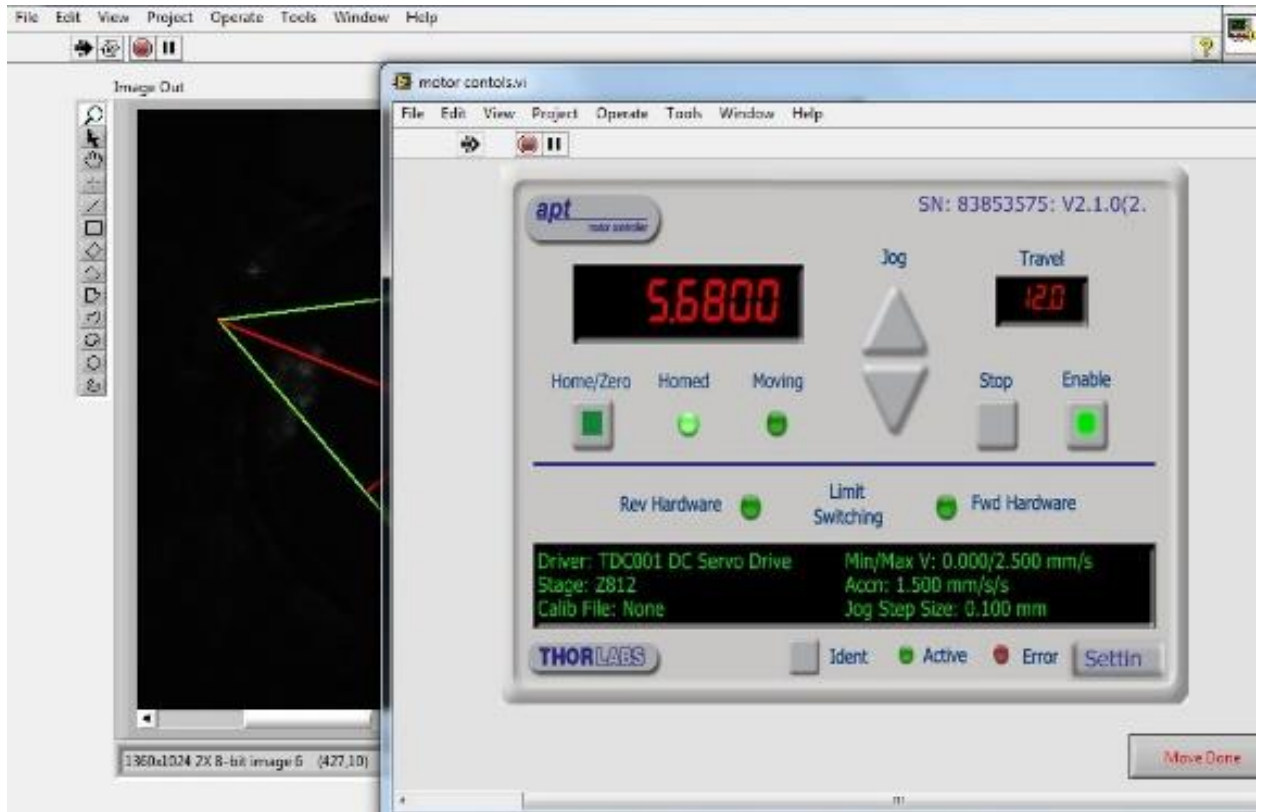 File Edit View Project Operate Tools Window Help
Image Out
motor contols.vi
File Edit View Project Operate Tools Window Help
apt
motor controller
SN: 83853575: V2.1.0(2.
Jog
Travel
5.6800
12.0
Home/Zero Homed Moving
Stop Enable
Rev Hardware
Limit
Switching
Fwd Hardware
Driver: TDC001 DC Servo Drive
Stage: Z812
Calib File: None
Min/Max V: 0.000/2.500 mm/s
Accn: 1.500 mm/s/s
Jog Step Size: 0.100 mm
THORLABS
Ident Active Error Settin
Move Done
1360x1024 2X 8-bit image 6 (427,10)